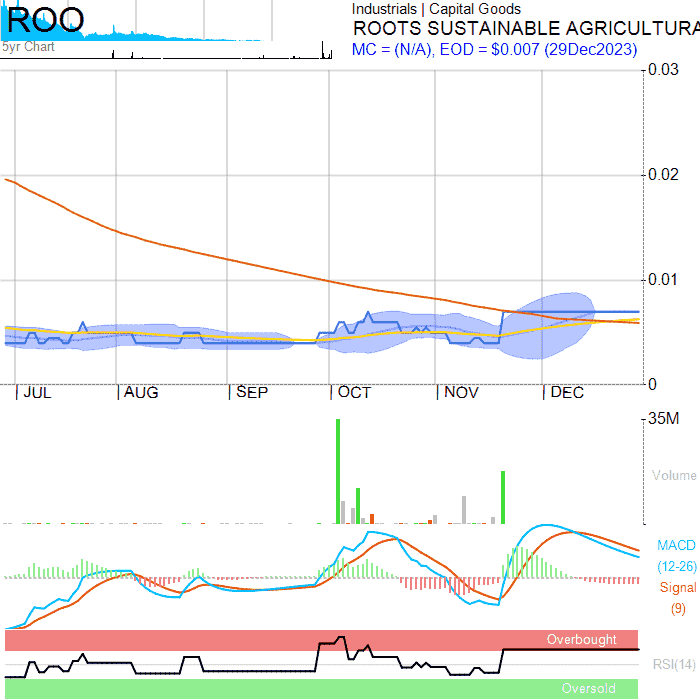 ROO
5yr Chart
Industrials | Capital Goods
ROOTS SUSTAINABLE AGRICULTURA
MC = (N/A), EOD = $0.007 (29Dec2023)
0.03
0.02
0.01
0
JUL AUG SEP OCT NOV DEC
35M
Volume
MACD
(12-26)
Signal
(9)
Overbought
RSI(14)
Oversold